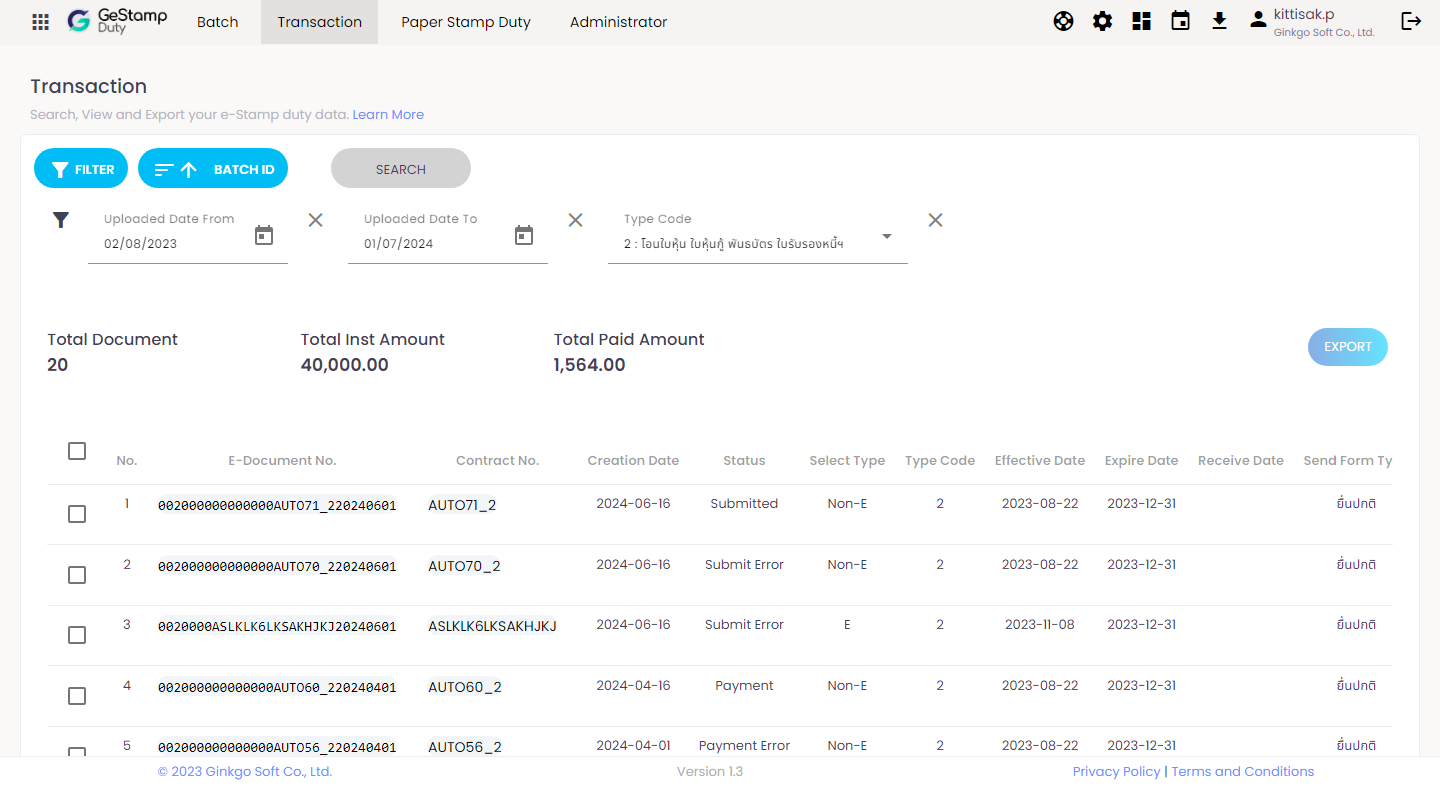 GeStamp
Duty
Batch Transaction Paper Stamp Duty Administrator
kittisak.p
Ginkgo Soft Co., Ltd.
Transaction
Search, View and Export your e-Stamp duty data. Learn More
FILTER BATCH ID SEARCH
Uploaded Date From Uploaded Date To Type Code
02/08/2023 01/07/2024 2 : โอนใบหุ้น ใบหุ้นกู้ พันธบัตร ใบรับรองหนี้ฯ
Total Document Total Inst Amount Total Paid Amount
20 40,000.00 1,564.00
EXPORT
No. E-Document No. Contract No. Creation Date Status Select Type Type Code Effective Date Expire Date Receive Date Send Form Ty
1 002000000000000AUTO71_220240601 AUTO71_2 2024-06-16 Submitted Non-E 2 2023-08-22 2023-12-31 ยื่นปกติ
2 002000000000000AUTO70_220240601 AUTO70_2 2024-06-16 Submit Error Non-E 2 2023-08-22 2023-12-31 ยื่นปกติ
3 0020000ASLKLK6LKSAKHJKJ20240601 ASLKLK6LKSAKHJKJ 2024-06-16 Submit Error E 2 2023-11-08 2023-12-31 ยื่นปกติ
4 002000000000000AUTO60_220240401 AUTO60_2 2024-04-16 Payment Non-E 2 2023-08-22 2023-12-31 ยื่นปกติ
5 002000000000000AUTO56_220240401 AUTO56_2 2024-04-01 Payment Error Non-E 2 2023-08-22 2023-12-31 ยื่นปกติ
© 2023 Ginkgo Soft Co., Ltd. Version 1.3 Privacy Policy | Terms and Conditions